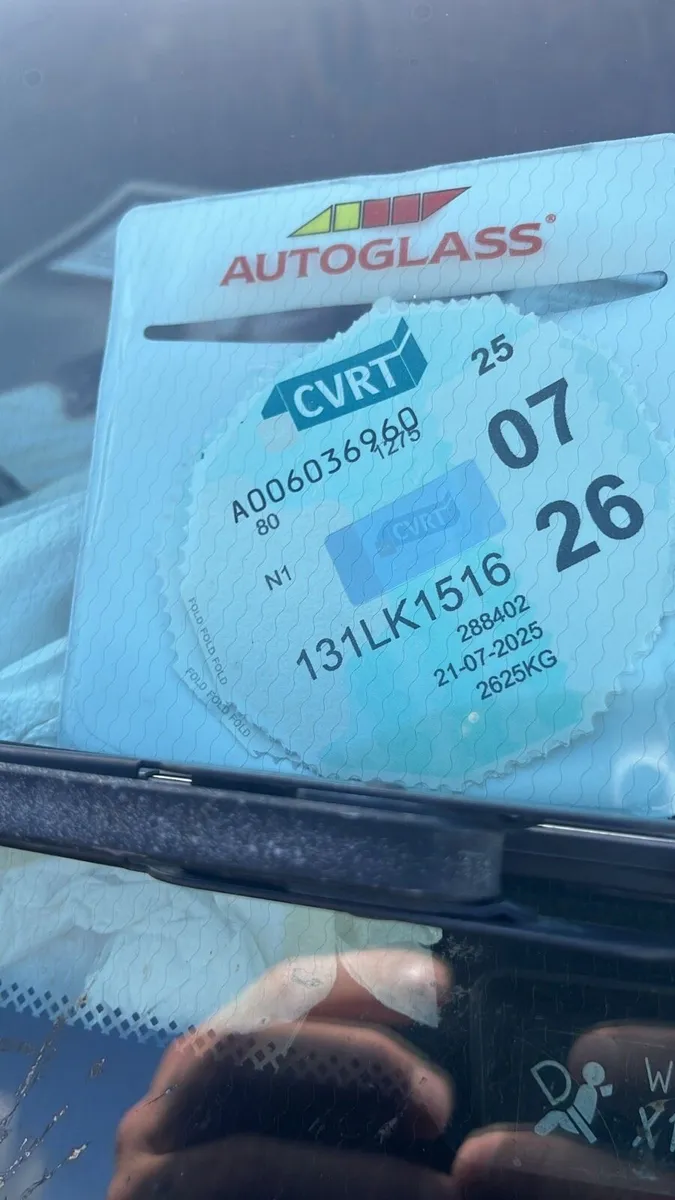 AUTOGLASS®
CVRT
25
07
26
A006036960
1275
80
CVRT
N1
131LK1516
288402
21-07-2025
2625KG
FOLD FOLD FOLD
FOLD FOLD FOLD
D
W